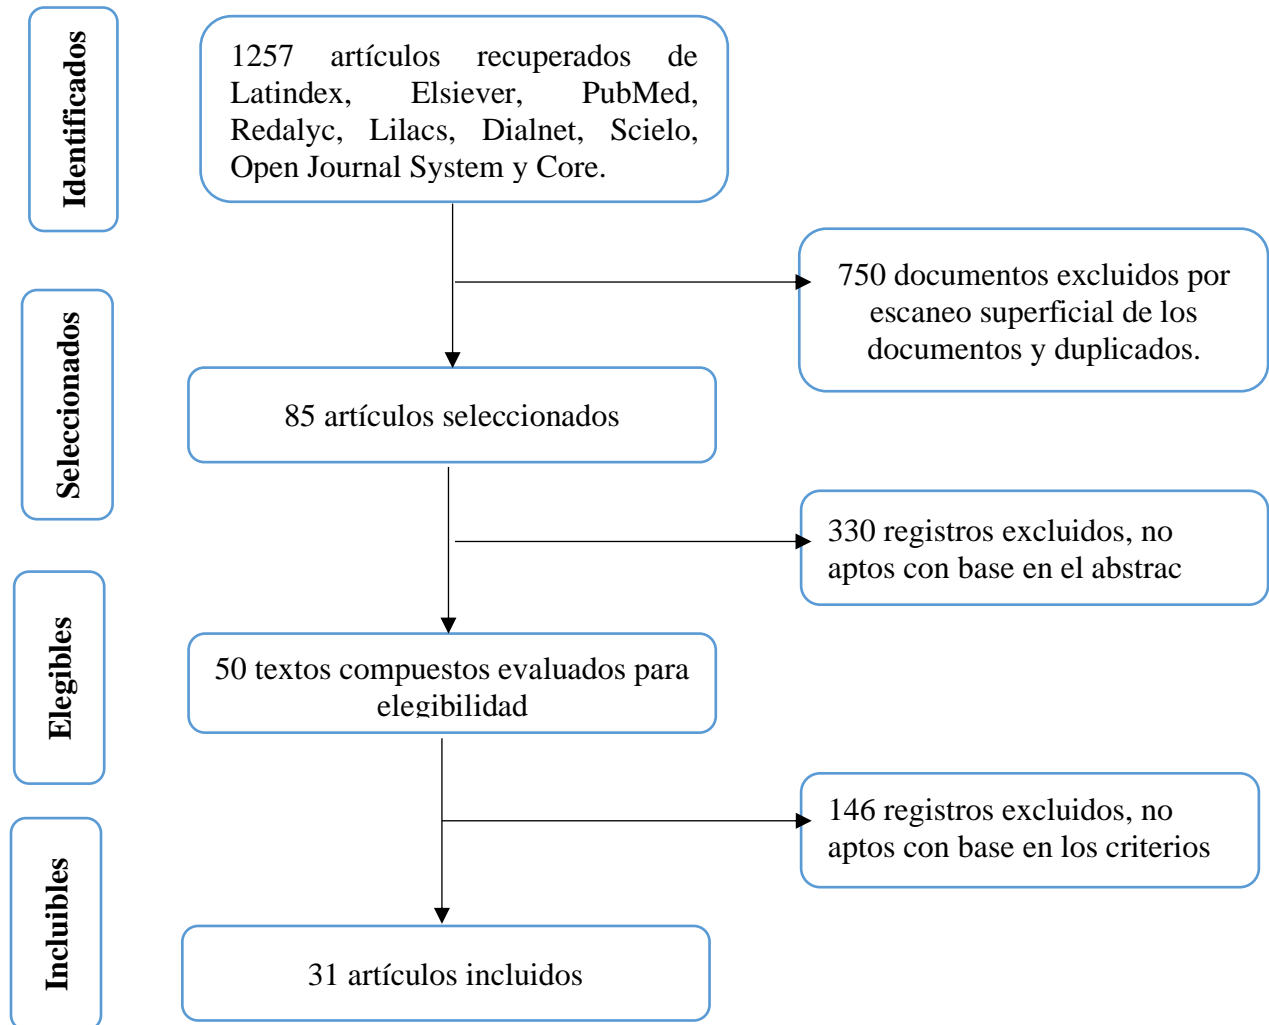 Identificados
1257 artículos recuperados de
Latindex, Elsiever, PubMed,
Redalyc, Lilacs, Dialnet, Scielo,
Open Journal System y Core.
750 documentos excluidos por
escaneo superficial de los
documentos y duplicados.
Seleccionados
85 artículos seleccionados
330 registros excluidos, no
aptos con base en el abstrac
Elegibles
50 textos compuestos evaluados para
elegibilidad
146 registros excluidos, no
aptos con base en los criterios
Incluibles
31 artículos incluidos